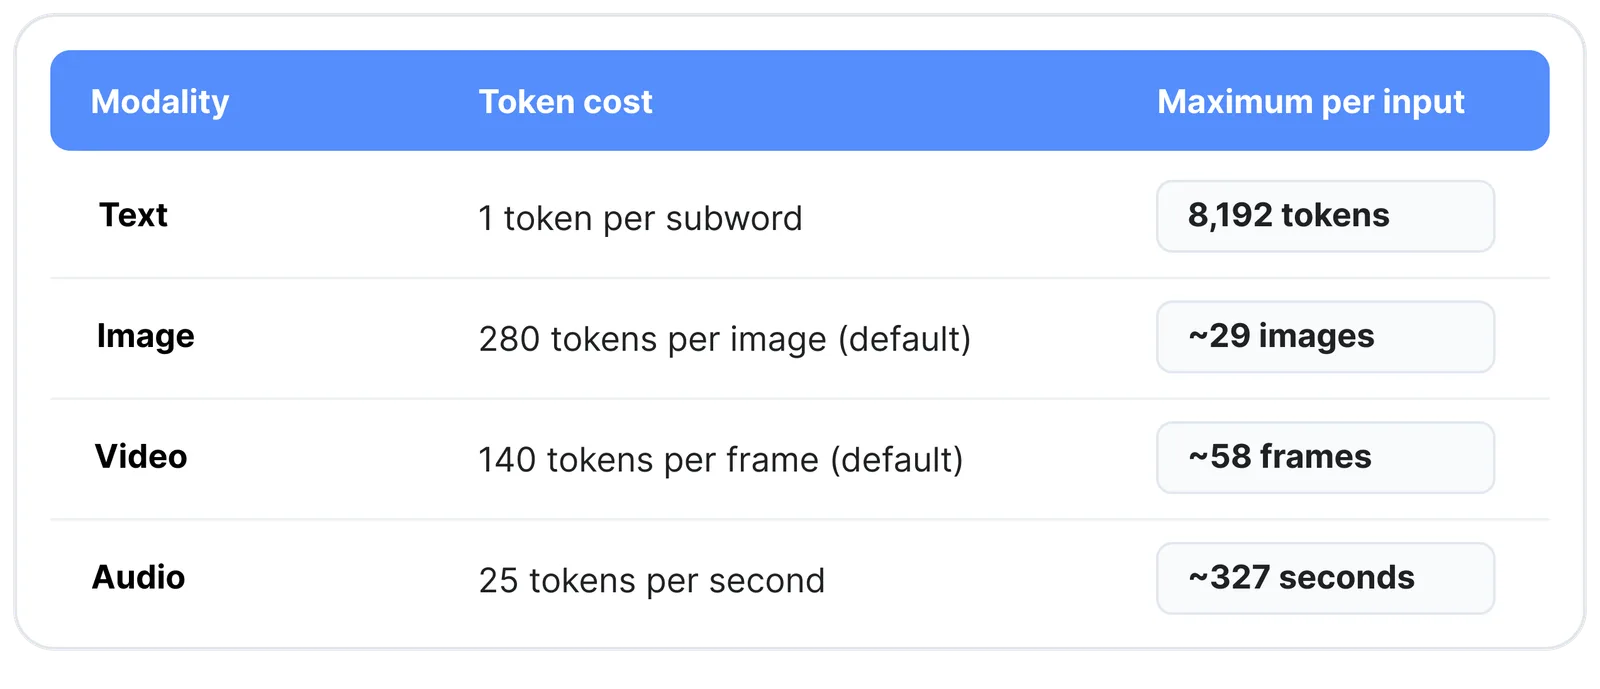 Modality Token cost Maximum per input
Text 1 token per subword 8,192 tokens
Image 280 tokens per image (default) ~29 images
Video 140 tokens per frame (default) ~58 frames
Audio 25 tokens per second ~327 seconds